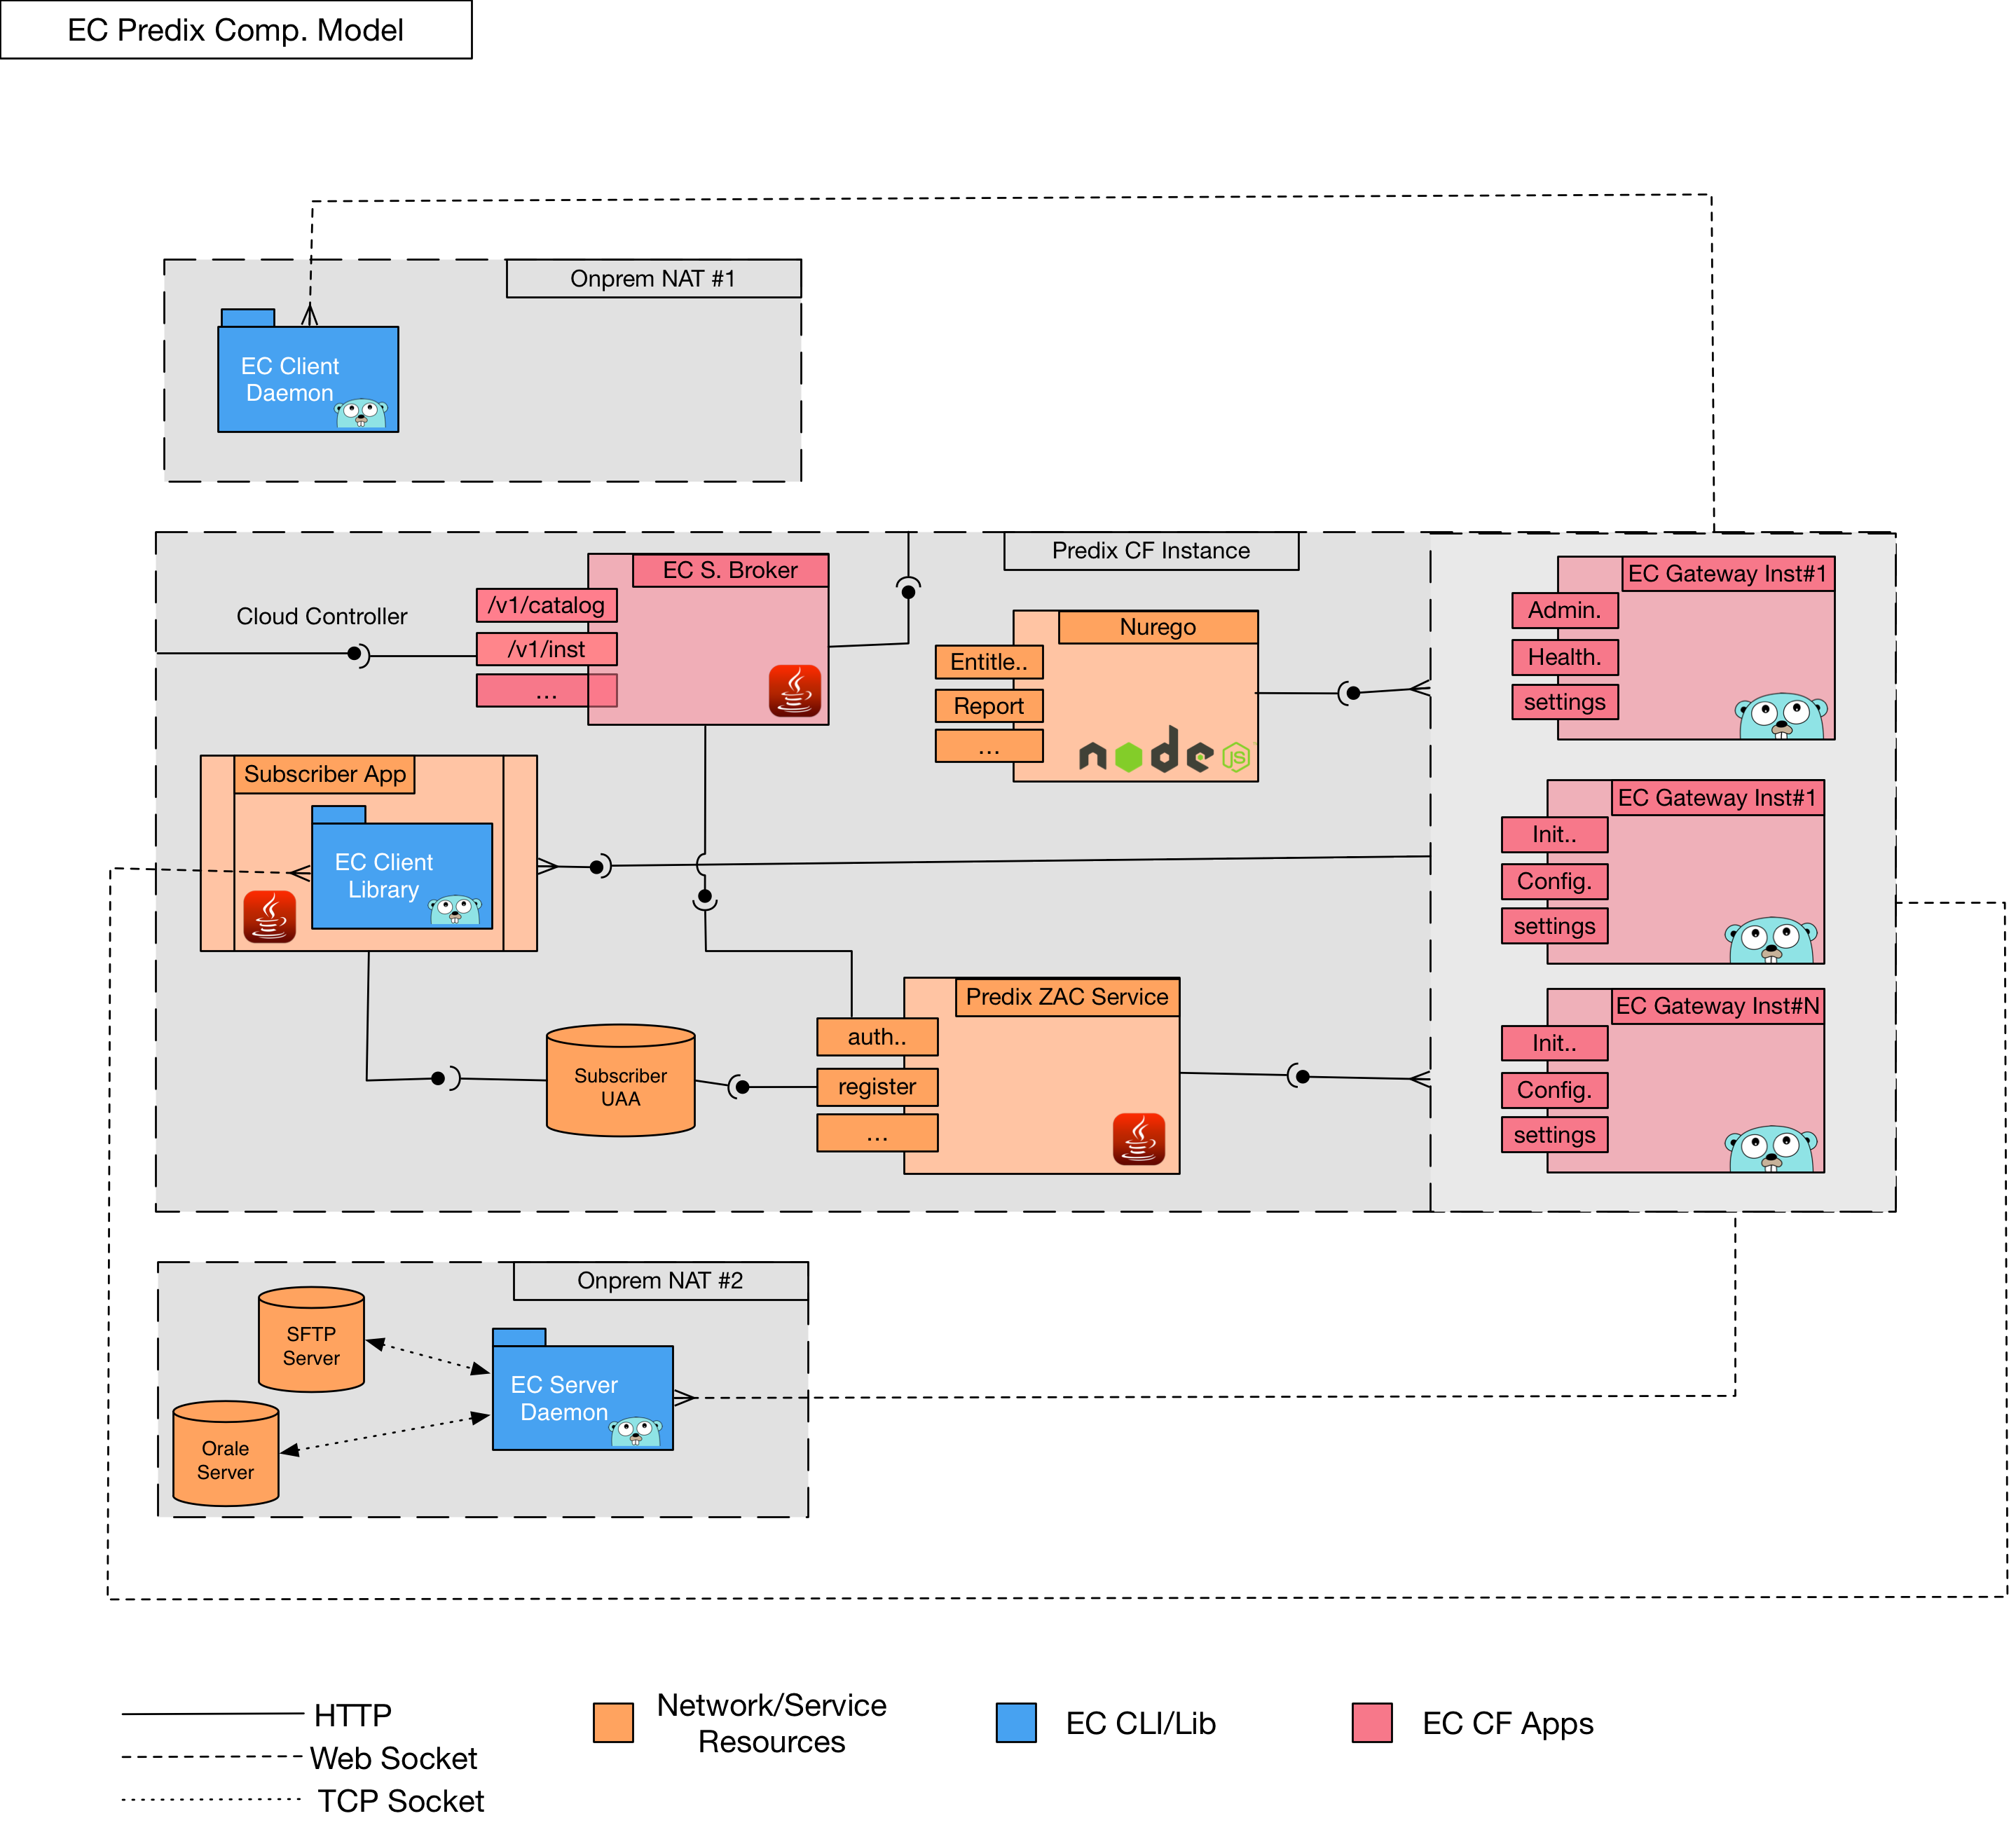 EC Predix Comp. Model
Onprem NAT #1
EC Client
Daemon
Predix CF Instance
EC S. Broker
/v1/catalog
/v1/inst
...
Cloud Controller
Nurego
Entitle..
Report
...
node
JS
EC Gateway Inst#1
Admin.
Health.
settings
Subscriber App
EC Client
Library
EC Gateway Inst#1
Init..
Config.
settings
Predix ZAC Service
auth..
register
...
Subscriber
UAA
EC Gateway Inst#N
Init..
Config.
settings
Onprem NAT #2
SFTP
Server
EC Server
Daemon
Orale
Server
HTTP
Web Socket
TCP Socket
Network/Service
Resources
EC CLI/Lib
EC CF Apps